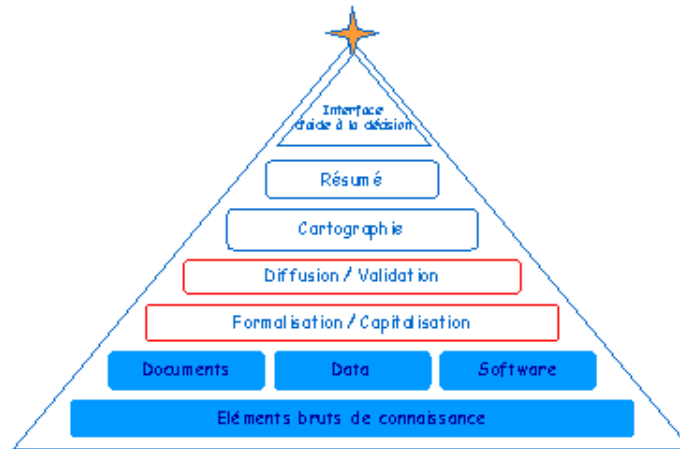 Interface
d'aide à la décision
Résumé
Cartographie
Diffusion / Validation
Formalisation / Capitalisation
Documents Data Software
Eléments bruts de connaissance